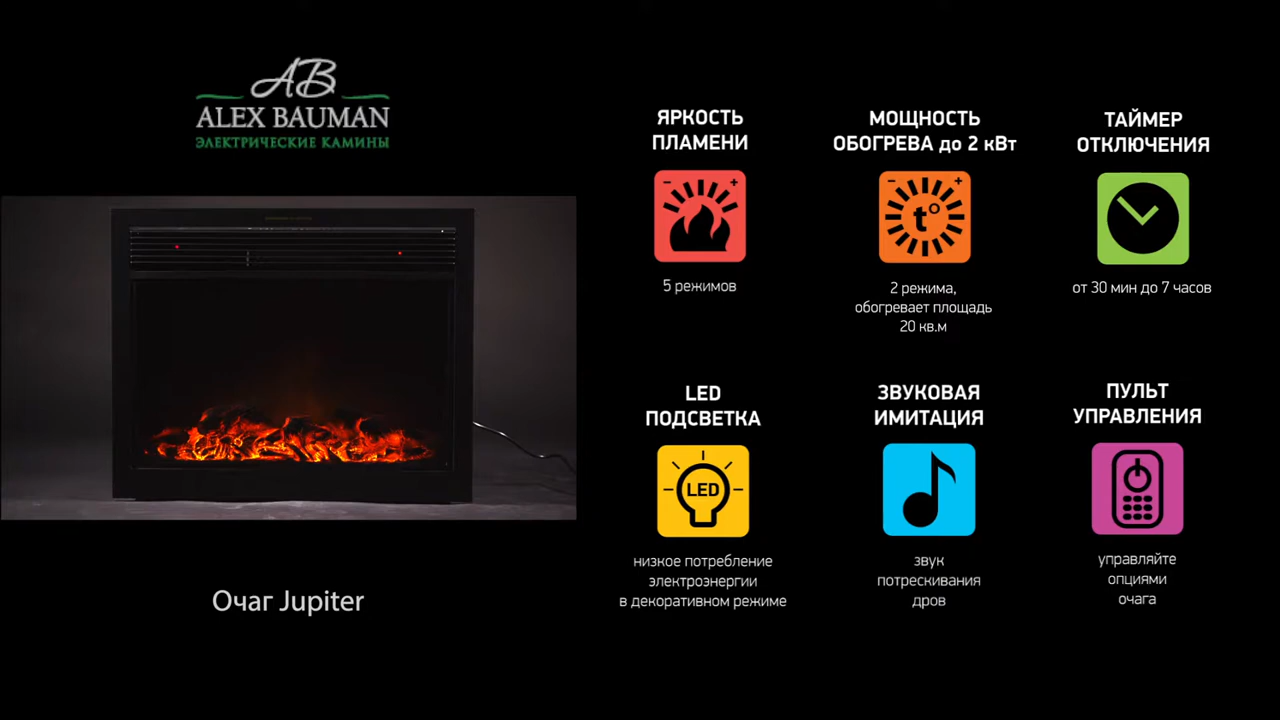 AB
ALEX BAUMAN
ЭЛЕКТРИЧЕСКИЕ КАМИНЫ
Очаг Jupiter
ЯРКОСТЬ
ПЛАМЕНИ
- +
5 режимов
МОЩНОСТЬ
ОБОГРЕВА до 2 кВт
- +
t°
2 режима,
обогревает площадь
20 кв.м
ТАЙМЕР
ОТКЛЮЧЕНИЯ
от 30 мин до 7 часов
LED
ПОДСВЕТКА
LED
низкое потребление
электроэнергии
в декоративном режиме
ЗВУКОВАЯ
ИМИТАЦИЯ
звук
потрескивания
дров
ПУЛЬТ
УПРАВЛЕНИЯ
управляйте
опциями
очага